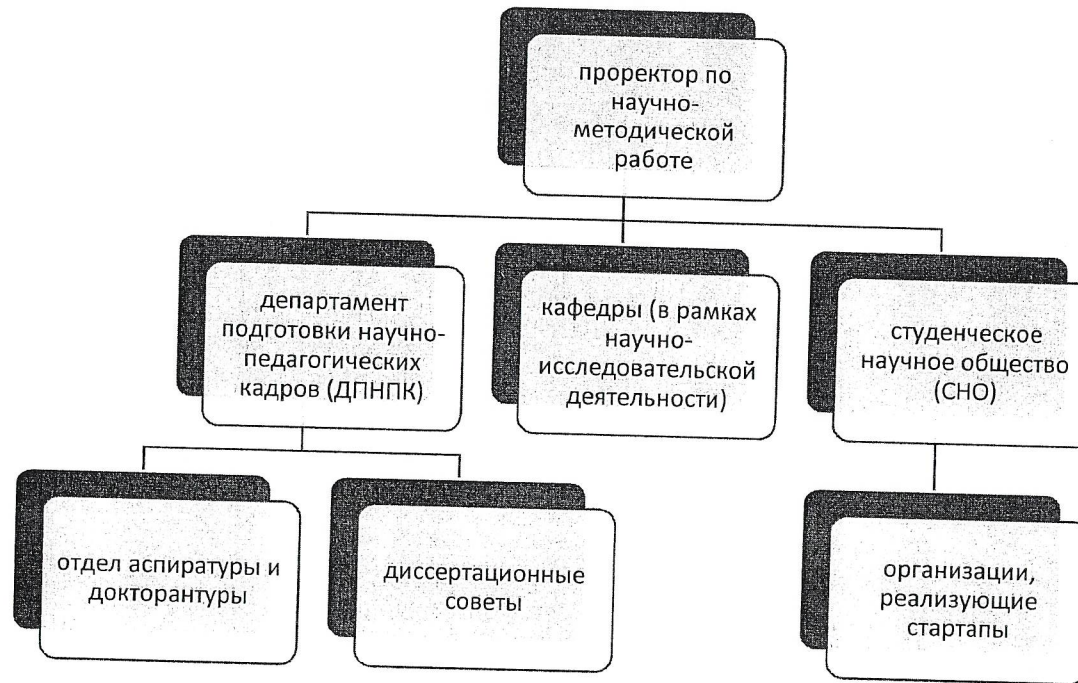 проректор по
научно-
методической
работе
департамент
подготовки научно-
педагогических
кадров (ДПНПК)
кафедры (в рамках
научно-
исследовательской
деятельности)
студенческое
научное общество
(СНО)
отдел аспиратуры и
докторантуры
диссертационные
советы
организации,
реализующие
стартапы